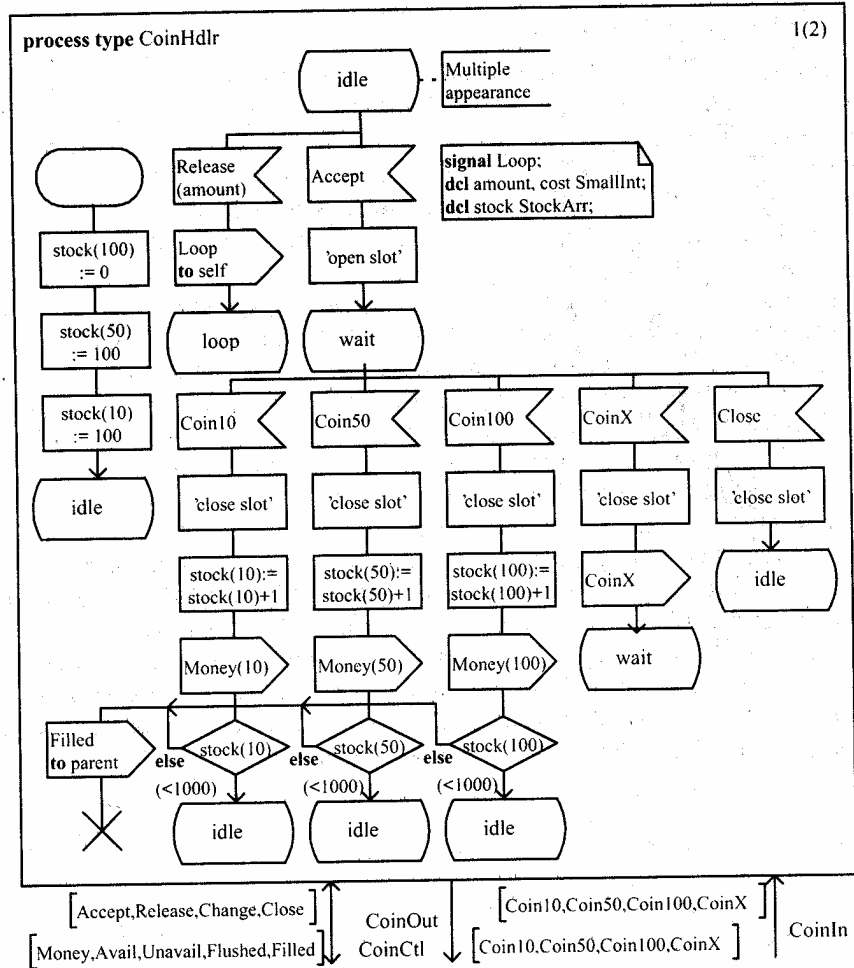 process type CoinHdlr
1(2)
idle
Multiple
appearance
Release
(amount)
Accept
signal Loop;
dcl amount, cost SmallInt;
dcl stock StockArr;
stock(100)
:= 0
Loop
to self
'open slot'
stock(50)
:= 100
loop
wait
stock(10)
:= 100
Coin10
Coin50
Coin100
CoinX
Close
idle
'close slot'
'close slot'
'close slot'
'close slot'
'close slot'
stock(10):=
stock(10)+1
stock(50):=
stock(50)+1
stock(100):=
stock(100)+1
CoinX
idle
Money(10)
Money(50)
Money(100)
wait
Filled
to parent
else
stock(10)
else
stock(50)
else
stock(100)
(<1000)
(<1000)
(<1000)
idle
idle
idle
[Accept,Release,Change,Close]
CoinOut
[Coin10,Coin50,Coin100,CoinX]
CoinIn
[Money,Avail,Unavail,Flushed,Filled]
CoinCtl
[Coin10,Coin50,Coin100,CoinX]